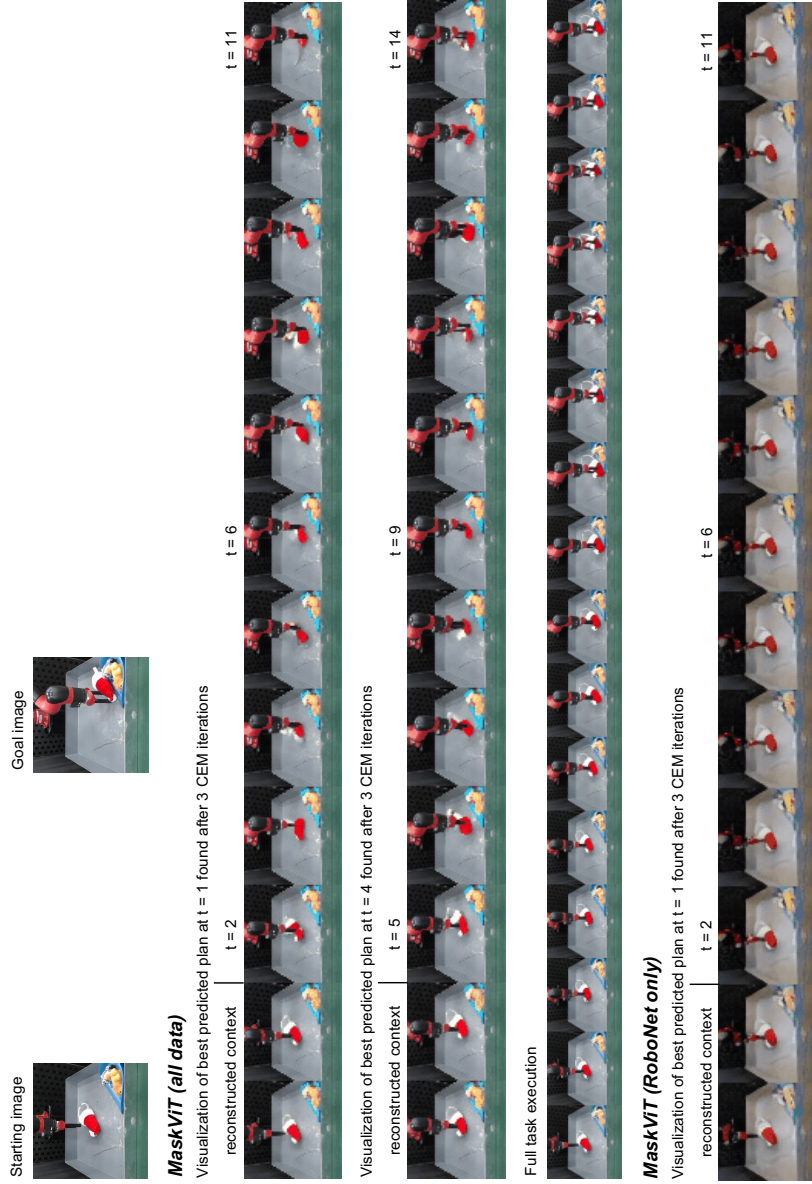 Starting image
Goal image
MaskViT (all data)
Visualization of best predicted plan at t = 1 found after 3 CEM iterations
reconstructed context
t = 2
t = 6
t = 11
Visualization of best predicted plan at t = 4 found after 3 CEM iterations
reconstructed context
t = 5
t = 9
t = 14
Full task execution
MaskViT (RoboNet only)
Visualization of best predicted plan at t = 1 found after 3 CEM iterations
reconstructed context
t = 2
t = 6
t = 11